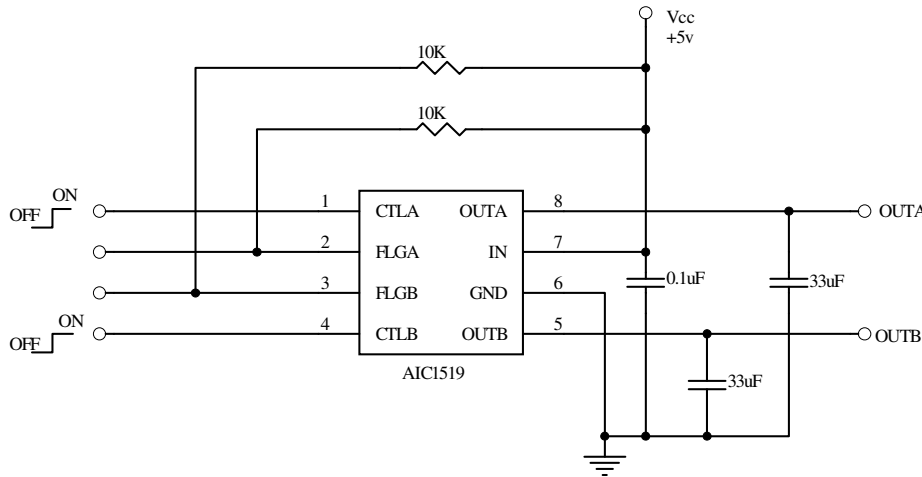 Vcc
+5v
10K
10K
ON
OFF
1
CTLA
OUTA
8
OUTA
2
FLGA
IN
7
3
FLGB
GND
6
0.1uF
33uF
ON
OFF
4
CTLB
OUTB
5
OUTB
AIC1519
33uF